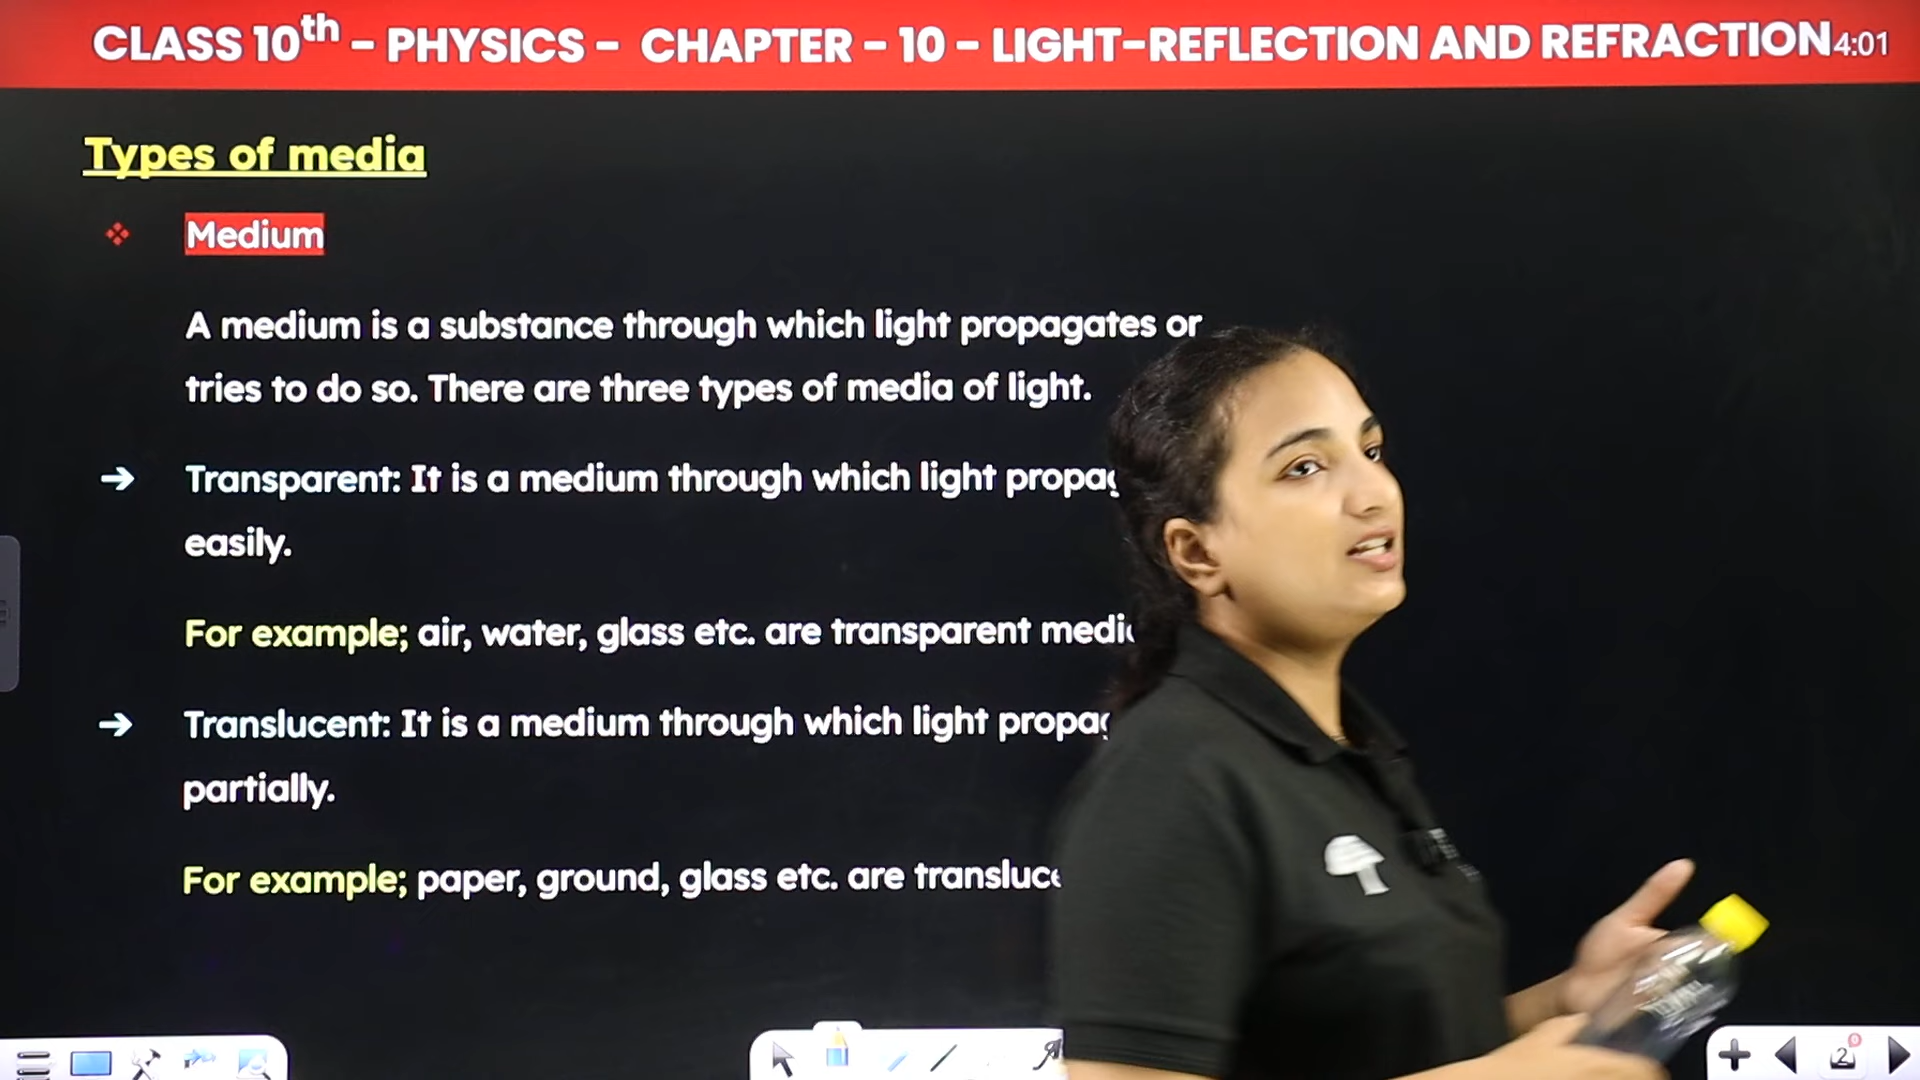 CLASS 10th - PHYSICS - CHAPTER - 10 - LIGHT-REFLECTION AND REFRACTION
4:01
Types of media
Medium
A medium is a substance through which light propagates or
tries to do so. There are three types of media of light.
Transparent: It is a medium through which light
easily.
For example; air, water, glass etc. are transparent
Translucent: It is a medium through which light
partially.
For example; paper, ground, glass etc. are
2